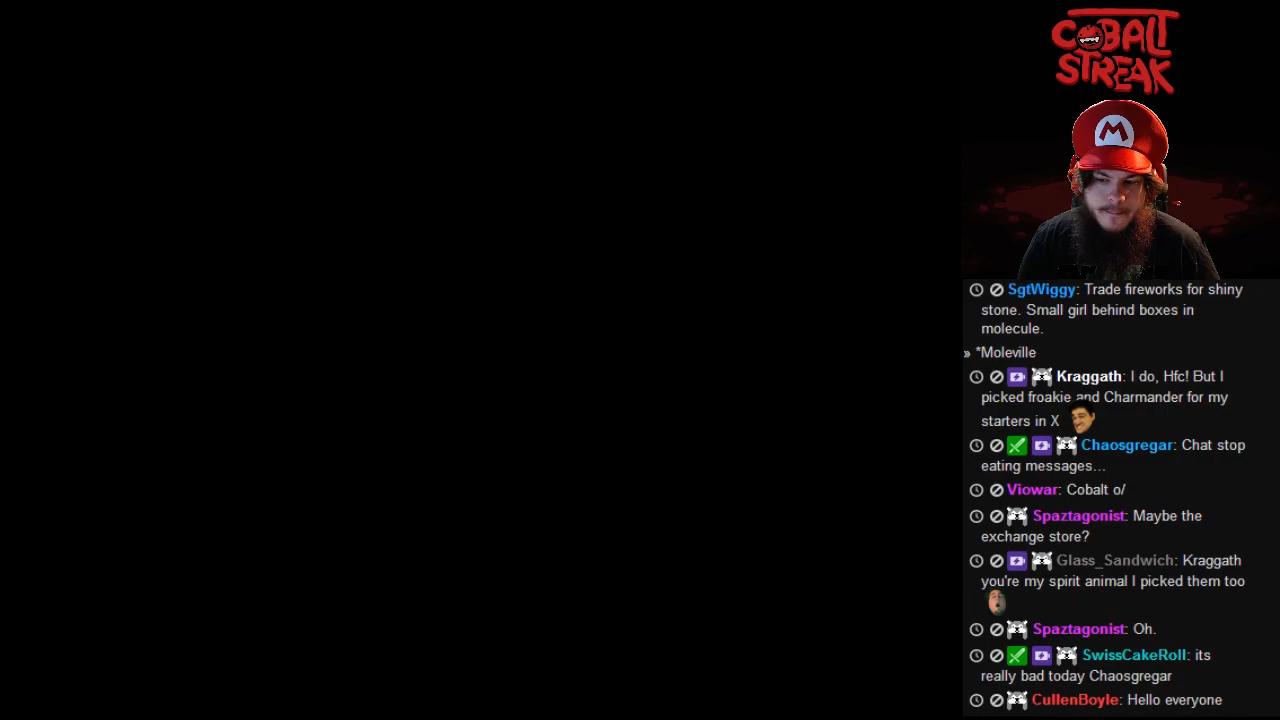 COBALT
STREAK
M
SgtWiggy: Trade fireworks for shiny
stone. Small girl behind boxes in
molecule.
» *Moleville
Kraggath: I do, Hfc! But I
picked froakie and Charmander for my
starters in X
Chaosgregar: Chat stop
eating messages...
Viowar: Cobalt o/
Spaztagonist: Maybe the
exchange store?
Glass_Sandwich: Kraggath
you're my spirit animal I picked them too
Spaztagonist: Oh.
SwissCakeRoll: its
really bad today Chaosgregar
CullenBoyle: Hello everyone